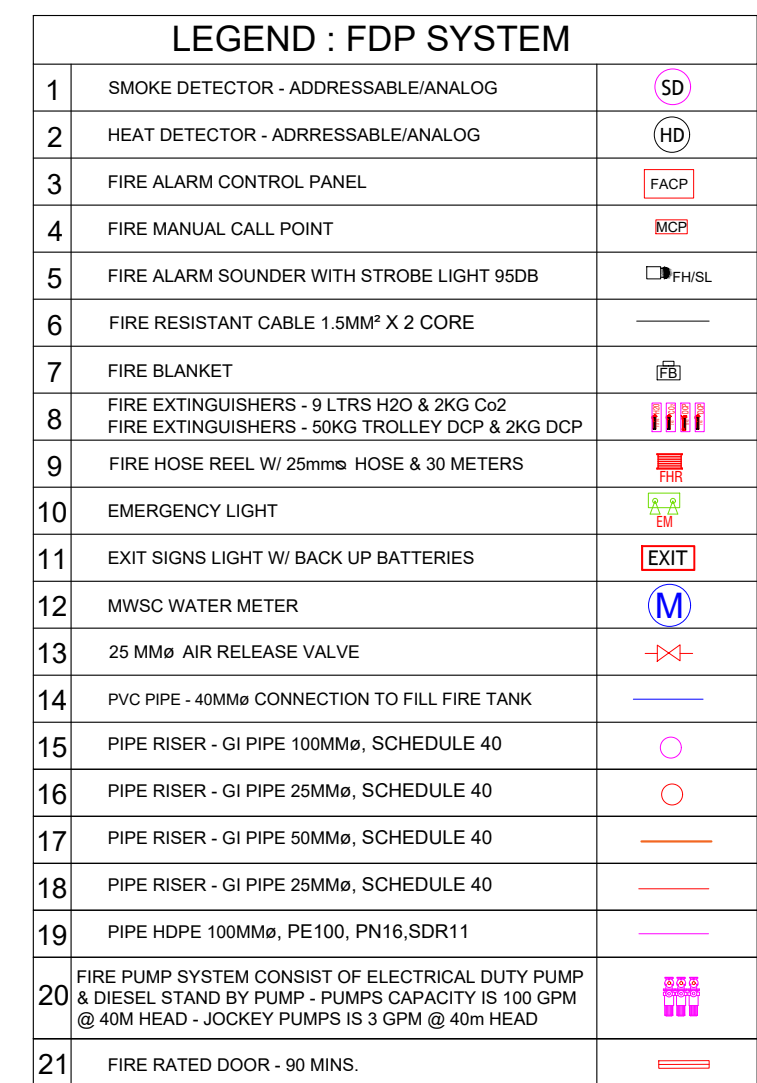 LEGEND : FDP SYSTEM
1 SMOKE DETECTOR - ADDRESSABLE/ANALOG SD
2 HEAT DETECTOR - ADRRESSABLE/ANALOG HD
3 FIRE ALARM CONTROL PANEL FACP
4 FIRE MANUAL CALL POINT MCP
5 FIRE ALARM SOUNDER WITH STROBE LIGHT 95DB FH/SL
6 FIRE RESISTANT CABLE 1.5MM² X 2 CORE
7 FIRE BLANKET FB
8 FIRE EXTINGUISHERS - 9 LTRS H2O & 2KG Co2
FIRE EXTINGUISHERS - 50KG TROLLEY DCP & 2KG DCP
9 FIRE HOSE REEL W/ 25mmø HOSE & 30 METERS FHR
10 EMERGENCY LIGHT EM
11 EXIT SIGNS LIGHT W/ BACK UP BATTERIES EXIT
12 MWSC WATER METER M
13 25 MMø AIR RELEASE VALVE
14 PVC PIPE - 40MMø CONNECTION TO FILL FIRE TANK
15 PIPE RISER - GI PIPE 100MMø, SCHEDULE 40
16 PIPE RISER - GI PIPE 25MMø, SCHEDULE 40
17 PIPE RISER - GI PIPE 50MMø, SCHEDULE 40
18 PIPE RISER - GI PIPE 25MMø, SCHEDULE 40
19 PIPE HDPE 100MMø, PE100, PN16,SDR11
20 FIRE PUMP SYSTEM CONSIST OF ELECTRICAL DUTY PUMP
& DIESEL STAND BY PUMP - PUMPS CAPACITY IS 100 GPM
@ 40M HEAD - JOCKEY PUMPS IS 3 GPM @ 40m HEAD
21 FIRE RATED DOOR - 90 MINS.